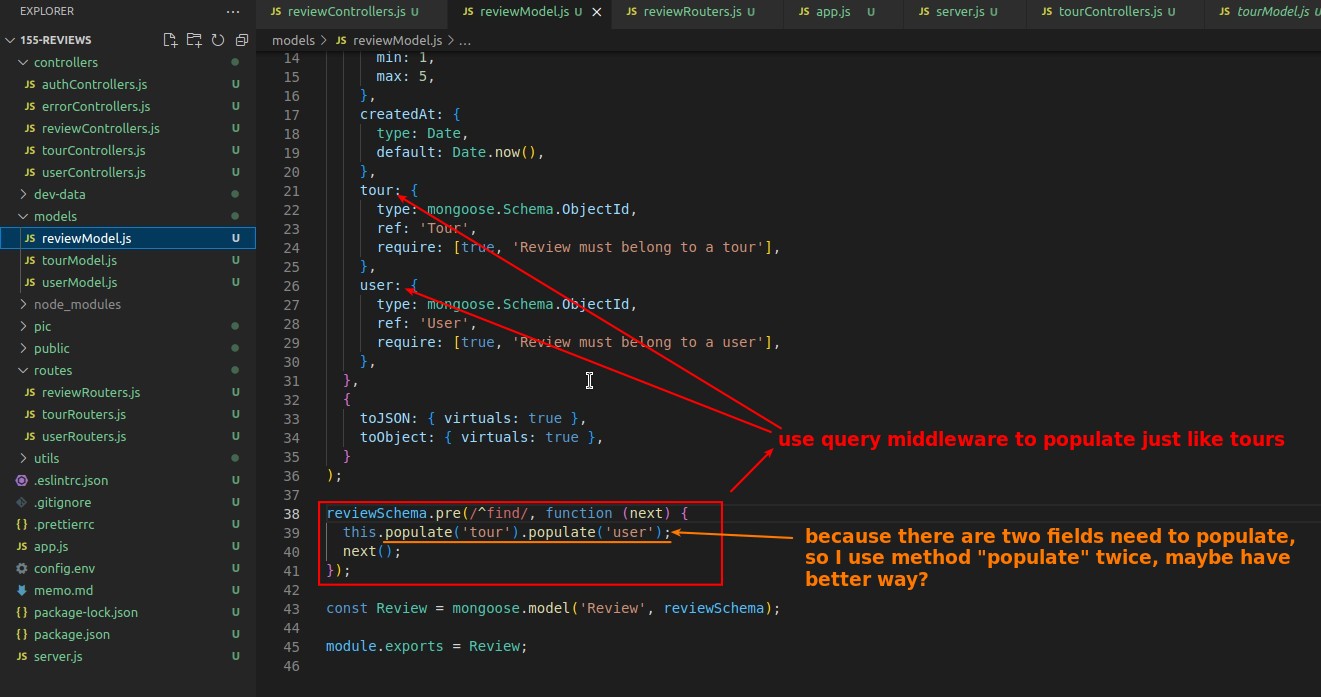 EXPLORER
155-REVIEWS
controllers
JS authControllers.js U
JS errorControllers.js U
JS reviewControllers.js U
JS tourControllers.js U
JS userControllers.js U
dev-data
models
JS reviewModel.js U
JS tourModel.js U
JS userModel.js U
node_modules
pic
public
routes
JS reviewRouters.js U
JS tourRouters.js U
JS userRouters.js U
utils
.eslintrc.json U
.gitignore U
{} .prettierrc U
JS app.js U
config.env U
memo.md U
{} package-lock.json U
{} package.json U
JS server.js U
JS reviewControllers.js U
JS reviewModel.js U
JS reviewRouters.js U
JS app.js U
JS server.js U
JS tourControllers.js U
JS tourModel.js U
models > JS reviewModel.js > ...
14 min: 1,
15 max: 5,
16 },
17 createdAt: {
18 type: Date,
19 default: Date.now(),
20 },
21 tour: {
22 type: mongoose.Schema.ObjectId,
23 ref: 'Tour',
24 require: [true, 'Review must belong to a tour'],
25 },
26 user: {
27 type: mongoose.Schema.ObjectId,
28 ref: 'User',
29 require: [true, 'Review must belong to a user'],
30 },
31 },
32 {
33 toJSON: { virtuals: true },
34 toObject: { virtuals: true },
35 }
36 );
37
38 reviewSchema.pre(/^find/, function (next) {
39 this.populate('tour').populate('user');
40 next();
41 });
42
43 const Review = mongoose.model('Review', reviewSchema);
44
45 module.exports = Review;
46
use query middleware to populate just like tours
because there are two fields need to populate,
so I use method "populate" twice, maybe have
better way?